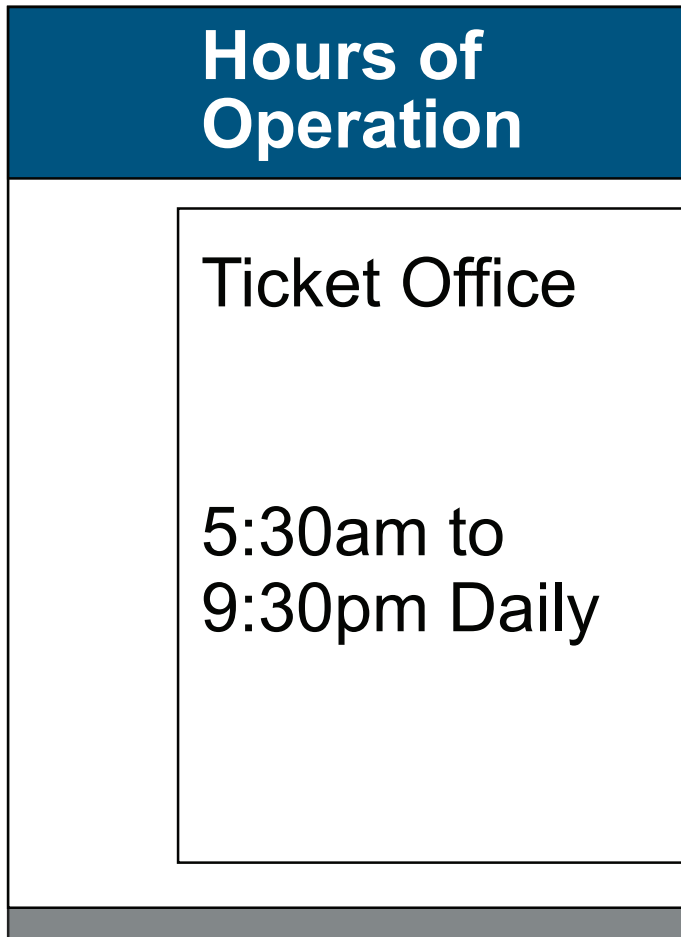 Hours of
Operation
Ticket Office
5:30am to
9:30pm Daily